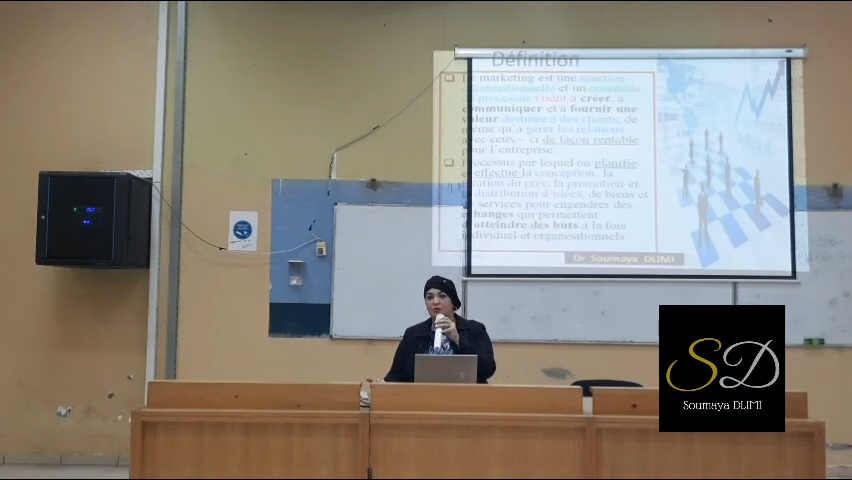 Définition
Le marketing est une fonction
organisationnelle et un ensemble
de processus visant à créer, à
communiquer et à fournir une
valeur destinée à des clients, de
même qu'à gérer les relations
avec ceux – ci de façon rentable
pour l'entreprise.
Processus par lequel on planifie
et effectue la conception, la
fixation du prix, la promotion et
la distribution d'idées, de biens et
de services pour engendrer des
échanges qui permettent
d'atteindre des buts à la fois
individuel et organisationnels
Dr Soumaya DLIMI
SD
Soumaya DLIMI